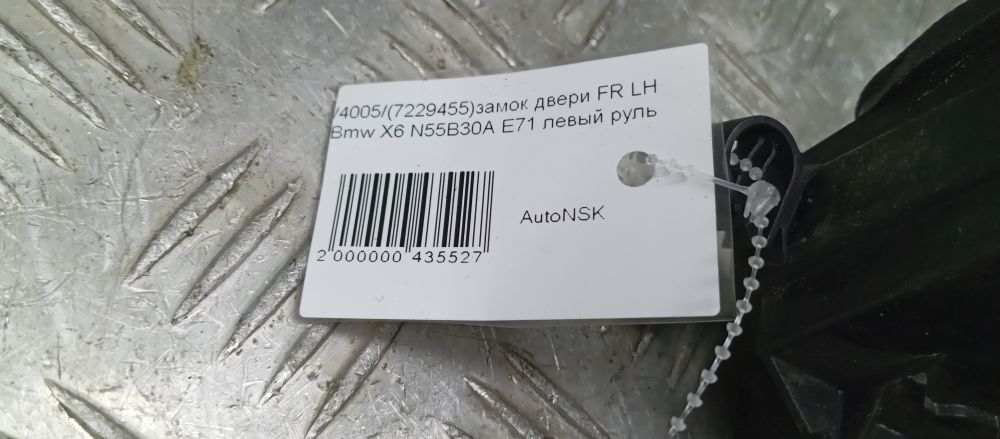 /4005/(7229455)замок двери FR LH
Bmw X6 N55B30A E71 левый руль
AutoNSK
2 000000 435527